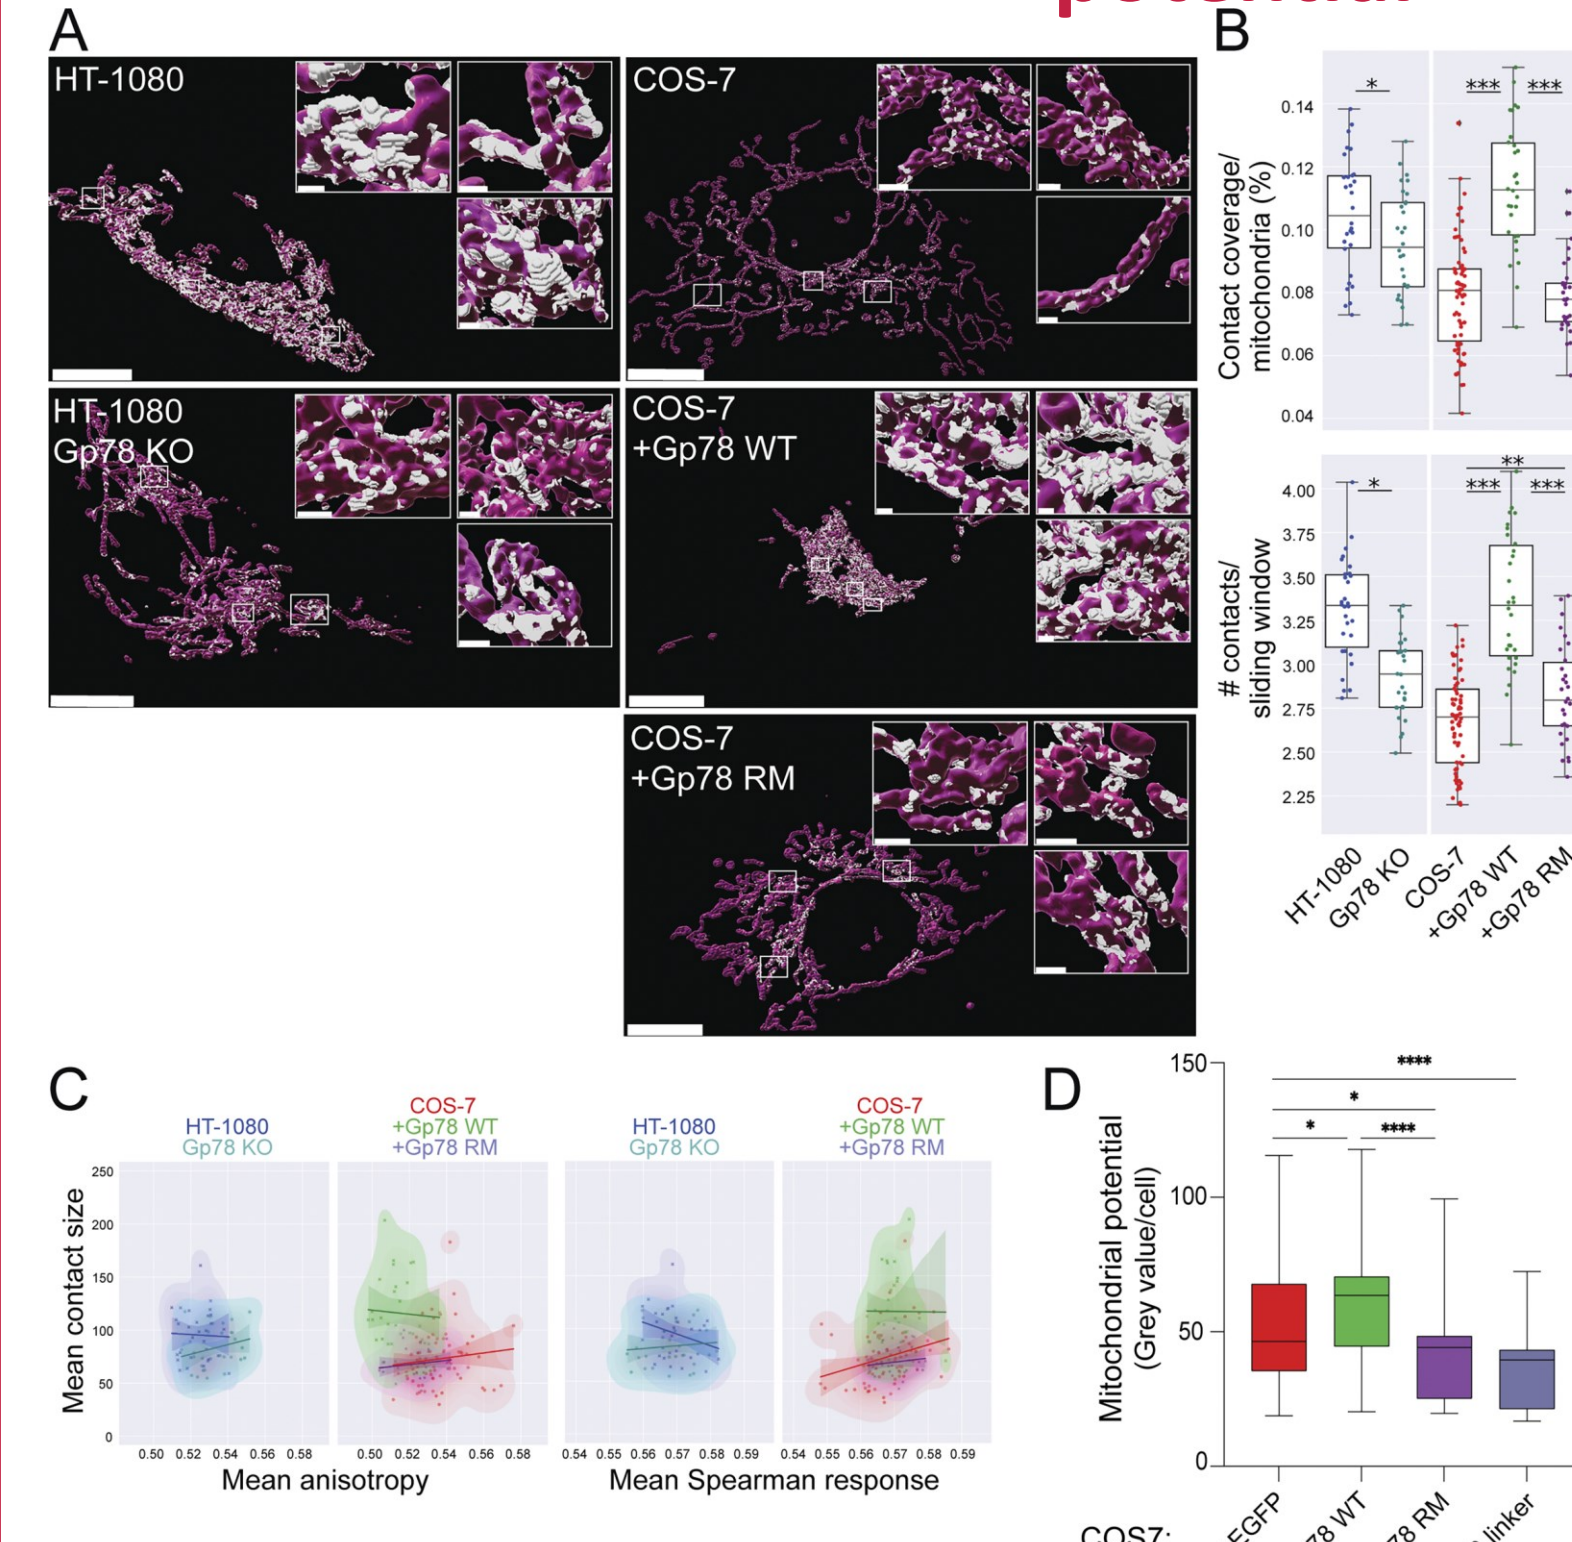 potential
A
HT-1080
COS-7
HT-1080
Gp78 KO
COS-7
+Gp78 WT
COS-7
+Gp78 RM
B
Contact coverage/
mitochondria (%)
0.14
0.12
0.10
0.08
0.06
0.04
*
***
***
# contacts/
sliding window
4.00
3.75
3.50
3.25
3.00
2.75
2.50
2.25
*
**
***
***
HT-1080
Gp78 KO
COS-7
+Gp78 WT
+Gp78 RM
C
HT-1080
Gp78 KO
COS-7
+Gp78 WT
+Gp78 RM
HT-1080
Gp78 KO
COS-7
+Gp78 WT
+Gp78 RM
Mean contact size
250
200
150
100
50
0
0.50 0.52 0.54 0.56 0.58
0.50 0.52 0.54 0.56 0.58
0.54 0.55 0.56 0.57 0.58 0.59
0.54 0.55 0.56 0.57 0.58 0.59
Mean anisotropy
Mean Spearman response
D
Mitochondrial potential
(Grey value/cell)
150
100
50
0
****
*
*
****
COS7:
EGFP
78 WT
78 RM
linker